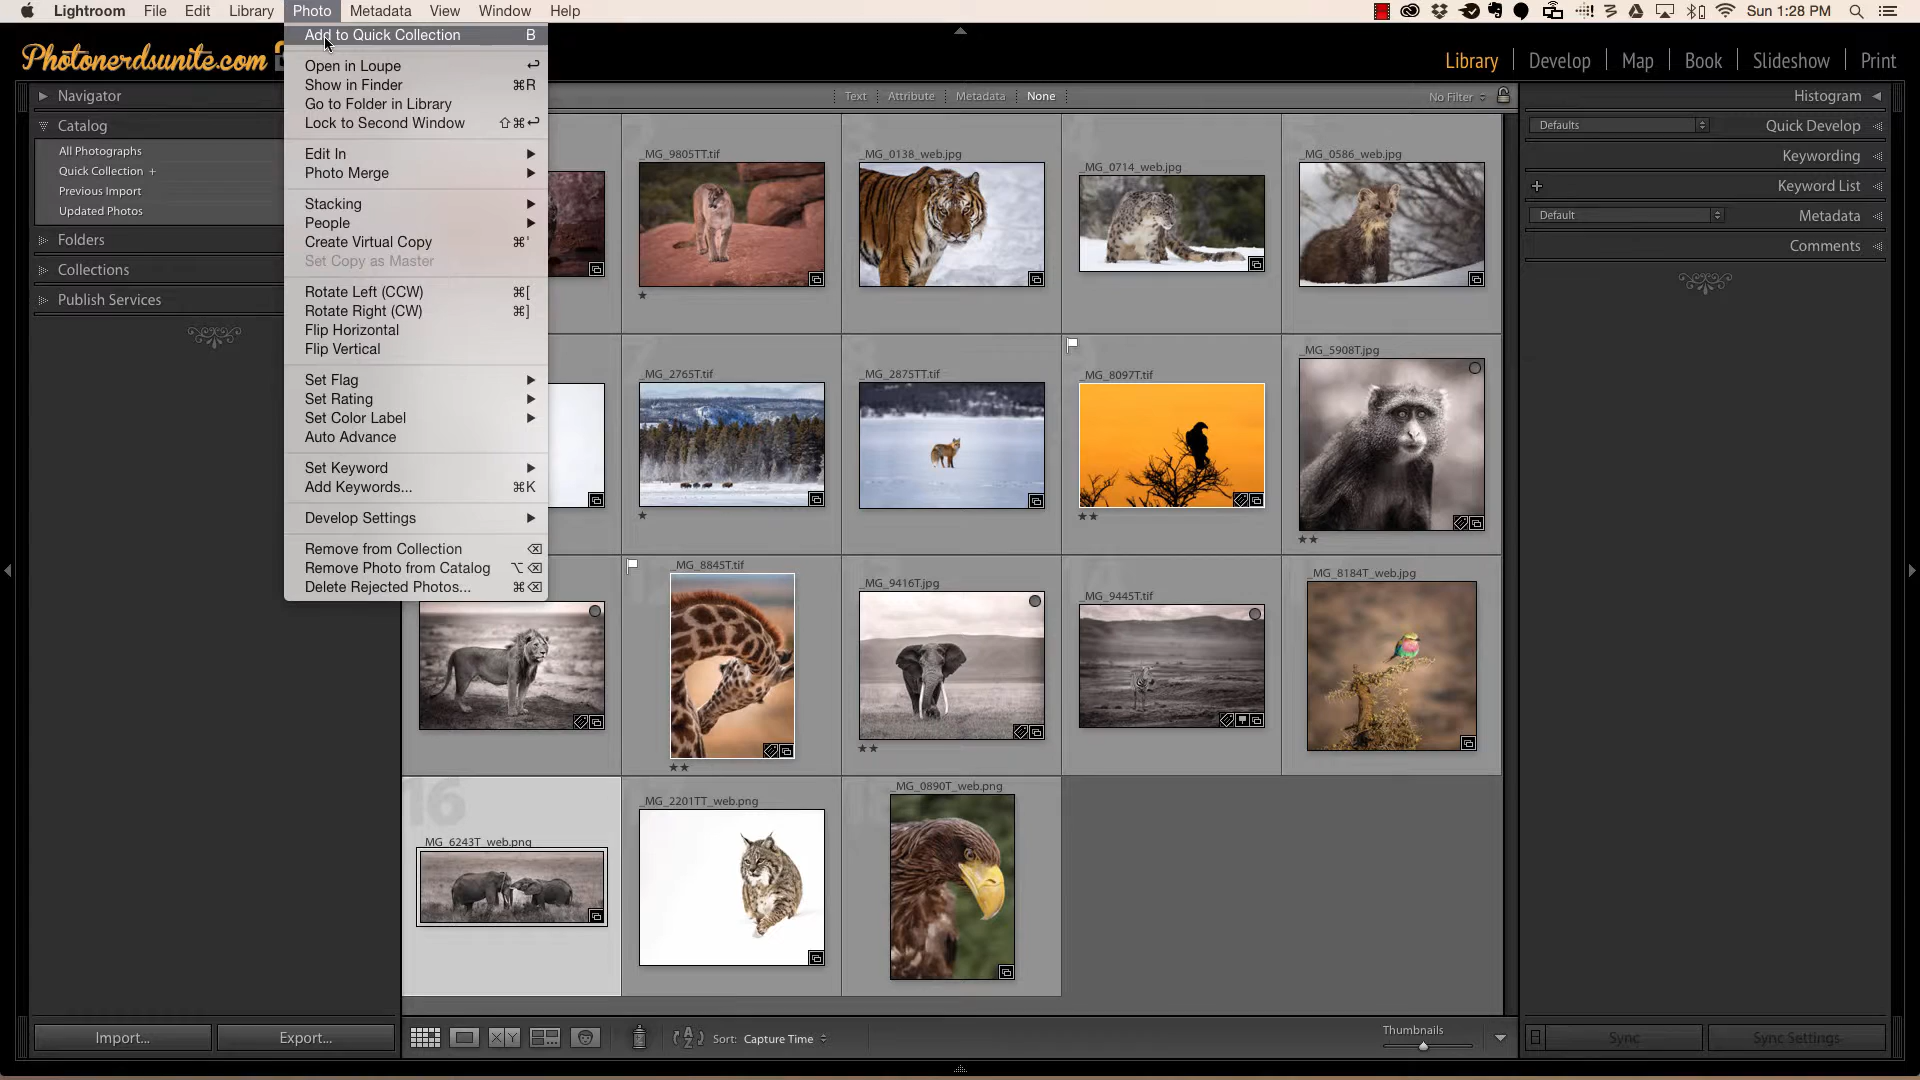 Lightroom File Edit Library Photo Metadata View Window Help Sun 1:28 PM
Photonerdsunite.com
Library | Develop | Map | Book | Slideshow | Print
Add to Quick Collection B
Open in Loupe ↩
Show in Finder ⌘R
Go to Folder in Library
Lock to Second Window ⇧⌘↩
Edit In ▶
Photo Merge ▶
Stacking ▶
People ▶
Create Virtual Copy ⌘'
Set Copy as Master
Rotate Left (CCW) ⌘[
Rotate Right (CW) ⌘]
Flip Horizontal
Flip Vertical
Set Flag ▶
Set Rating ▶
Set Color Label ▶
Auto Advance
Set Keyword ▶
Add Keywords... ⌘K
Develop Settings ▶
Remove from Collection ⌫
Remove Photo from Catalog ⌥⌫
Delete Rejected Photos... ⌘⌫
Navigator
Catalog
All Photographs
Quick Collection +
Previous Import
Updated Photos
Folders
Collections
Publish Services
Import... Export...
Text Attribute Metadata None No Filter
_MG_9805TT.tif _MG_0138_web.jpg _MG_0714_web.jpg _MG_0586_web.jpg
_MG_2765T.tif _MG_2875TT.tif _MG_8097T.tif _MG_5908T.jpg
_MG_8845T.tif _MG_9416T.jpg _MG_9445T.tif _MG_8184T_web.jpg
16
_MG_6243T_web.png _MG_2201TT_web.png _MG_0890T_web.png
Sort: Capture Time Thumbnails
Histogram
Defaults Quick Develop
Keywording
+ Keyword List
Default Metadata
Comments
Sync Sync Settings